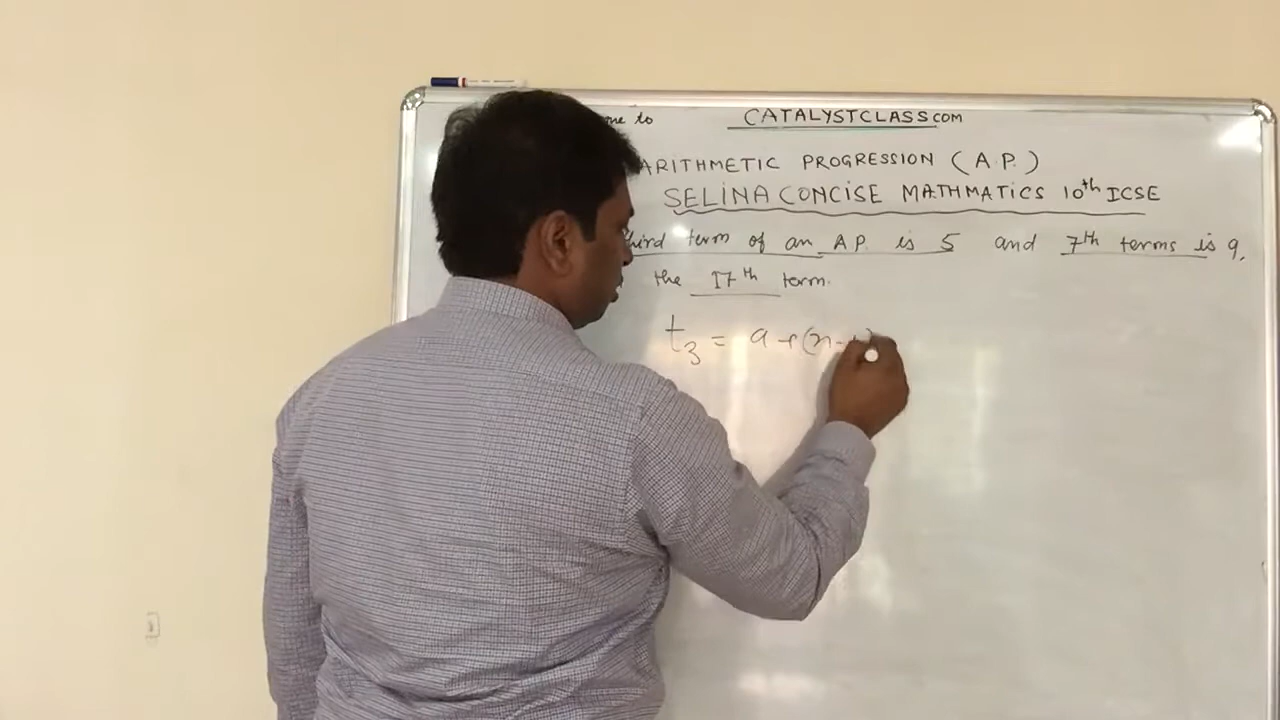 to CATALYSTCLASS COM
ARITHMETIC PROGRESSION (A.P.)
SELINA CONCISE MATHMATICS 10th ICSE
term of an A.P. is 5 and 7th terms is 9,
the 17th term.
t3 = a + (n-